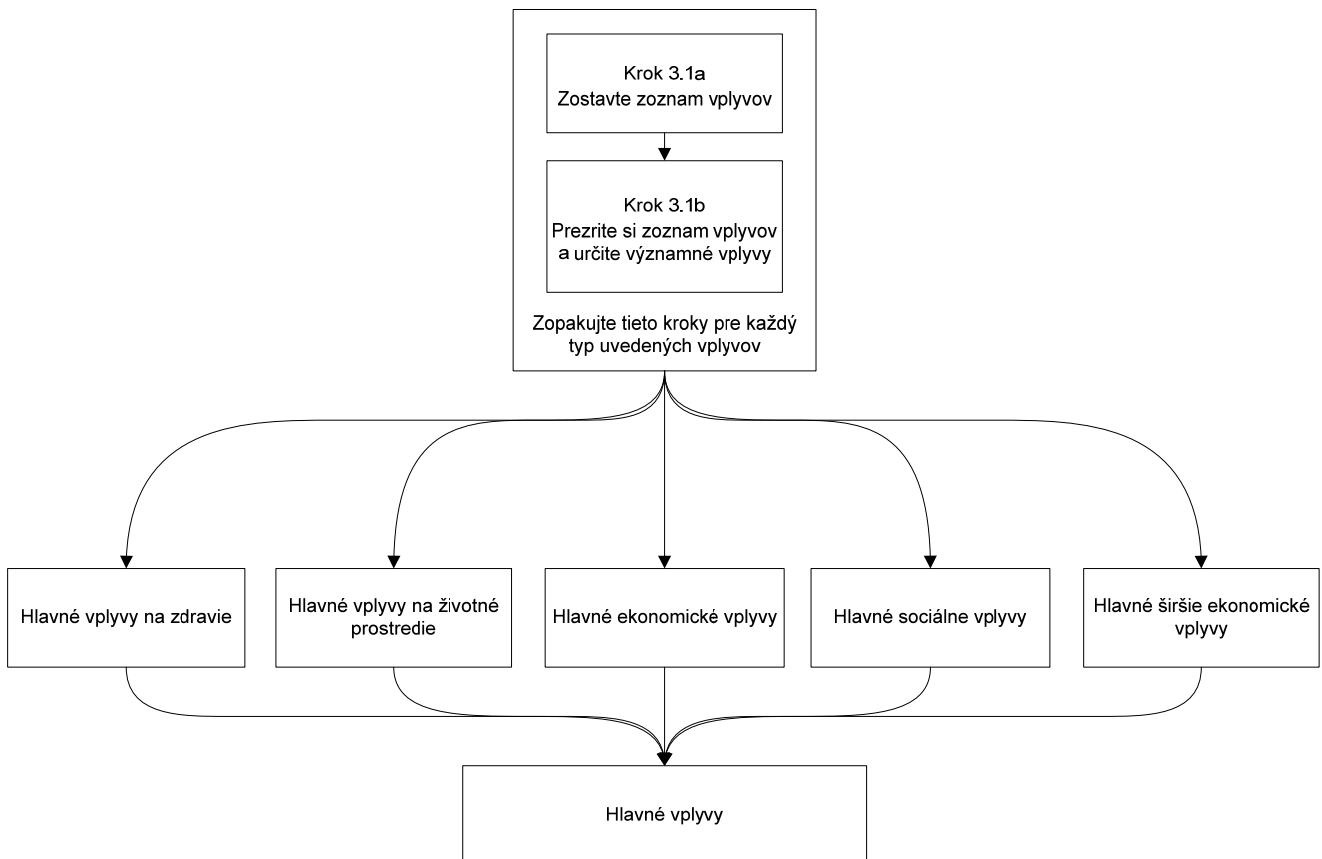 Krok 3.1a
Zostavte zoznam vplyvov
Krok 3.1b
Prezrite si zoznam vplyvov
a určite významné vplyvy
Zopakujte tieto kroky pre každý
typ uvedených vplyvov
Hlavné vplyvy na zdravie
Hlavné vplyvy na životné
prostredie
Hlavné ekonomické vplyvy
Hlavné sociálne vplyvy
Hlavné širšie ekonomické
vplyvy
Hlavné vplyvy